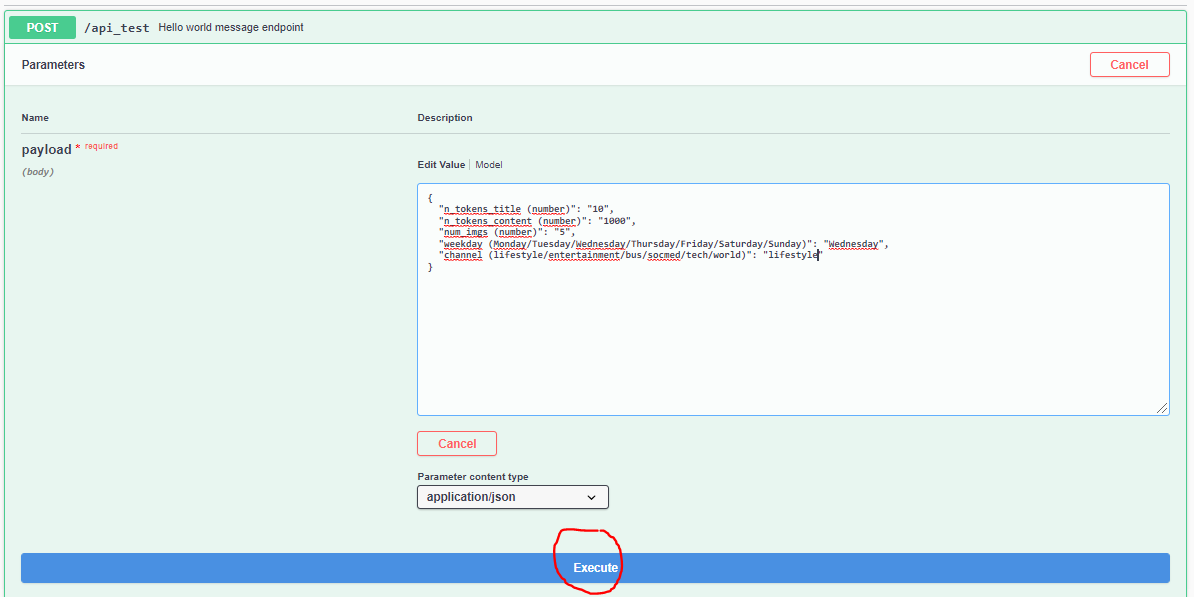 POST /api_test Hello world message endpoint
Parameters
Cancel
Name Description
payload * required
(body)
Edit Value | Model
{
"n_tokens_title (number)": "10",
"n_tokens_content (number)": "1000",
"num_imgs (number)": "5",
"weekday (Monday/Tuesday/Wednesday/Thursday/Friday/Saturday/Sunday)": "Wednesday",
"channel (lifestyle/entertainment/bus/socmed/tech/world)": "lifestyle"
}
Cancel
Parameter content type
application/json
Execute